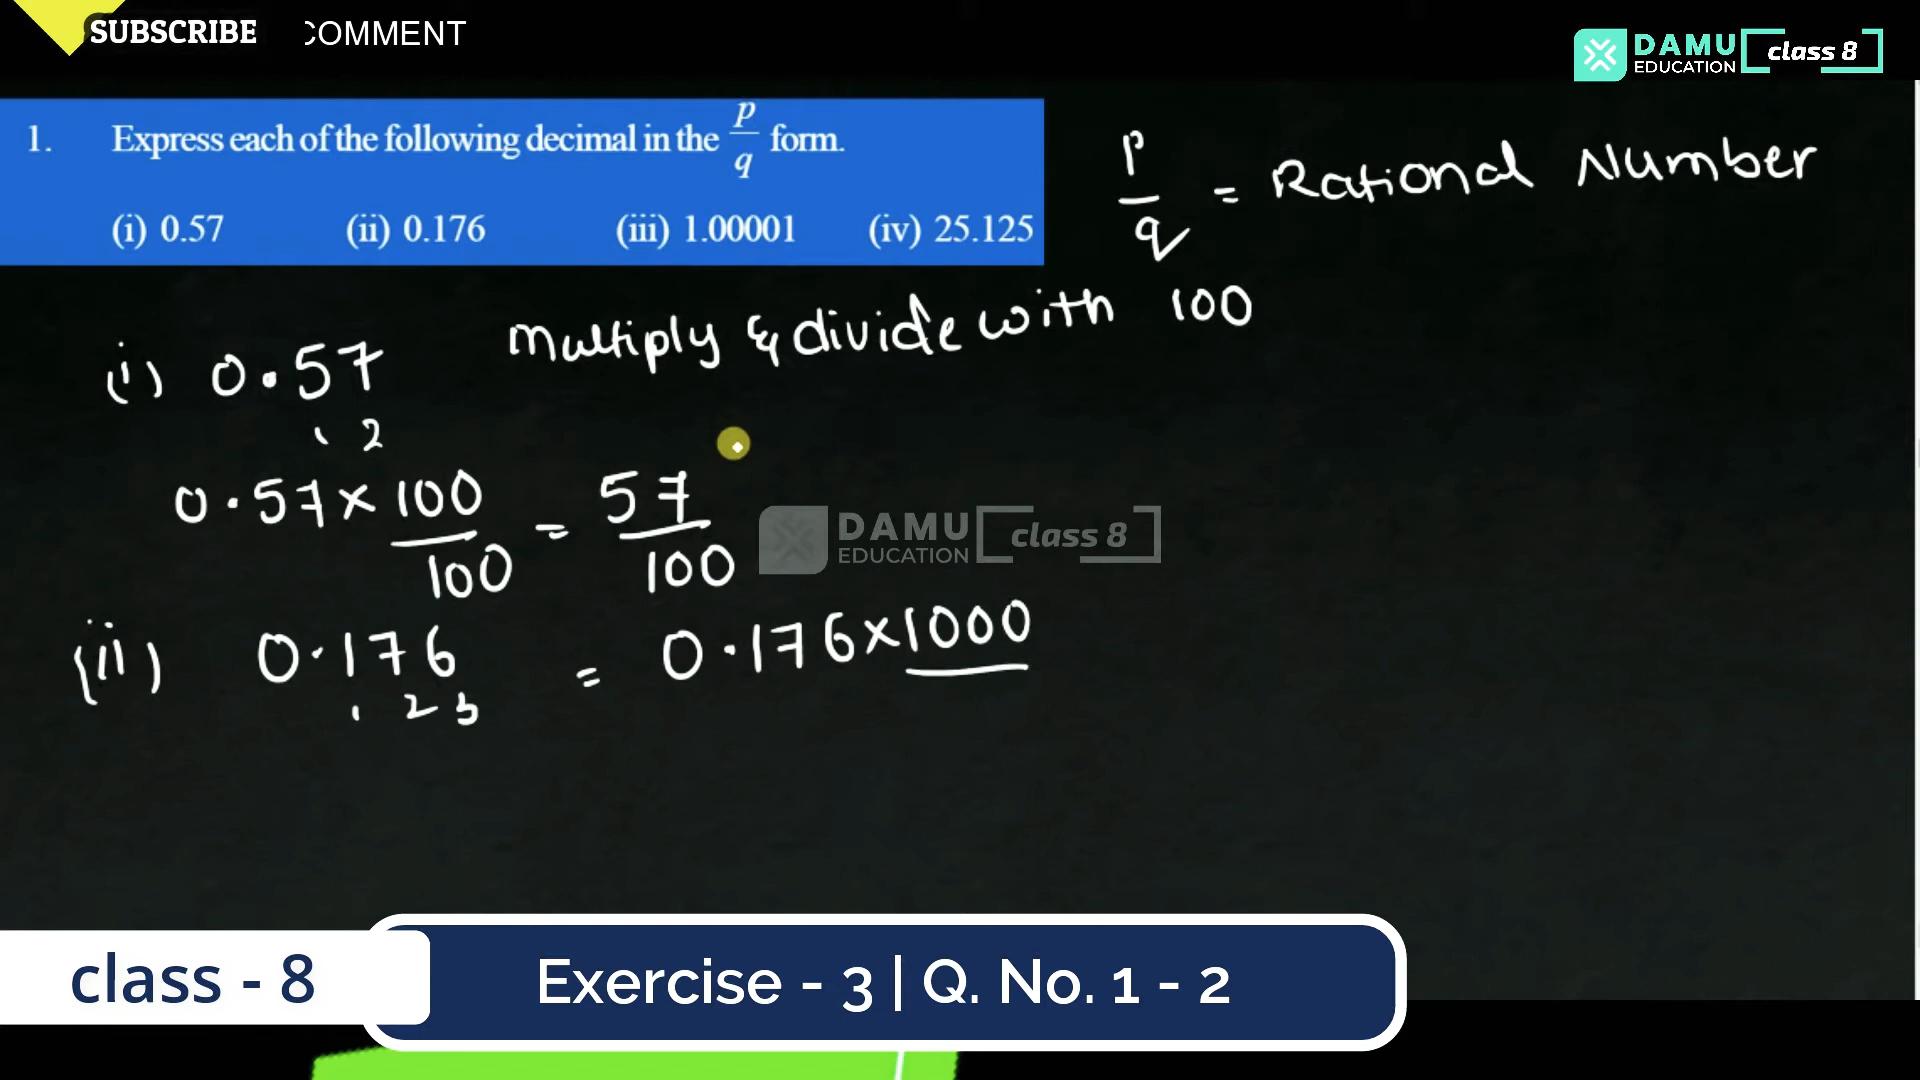 SUBSCRIBE COMMENT
DAMU EDUCATION class 8
1. Express each of the following decimal in the p/q form.
(i) 0.57 (ii) 0.176 (iii) 1.00001 (iv) 25.125
p/q = Rational Number
Multiply & divide with 100
(i) 0.57
1 2
0.57 × 100/100 = 57/100
DAMU EDUCATION class 8
(ii) 0.176 = 0.176×1000
1 2 3
class - 8
Exercise - 3 | Q. No. 1 - 2